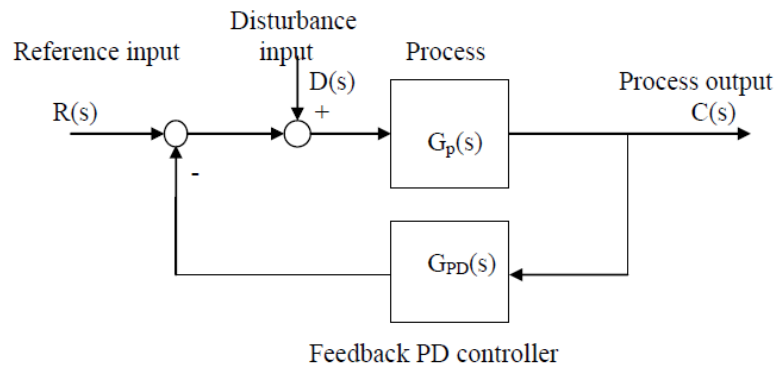 Disturbance
Reference input
input
Process
Process output
D(s)
R(s)
C(s)
+
Gp(s)
-
GPD(s)
Feedback PD controller